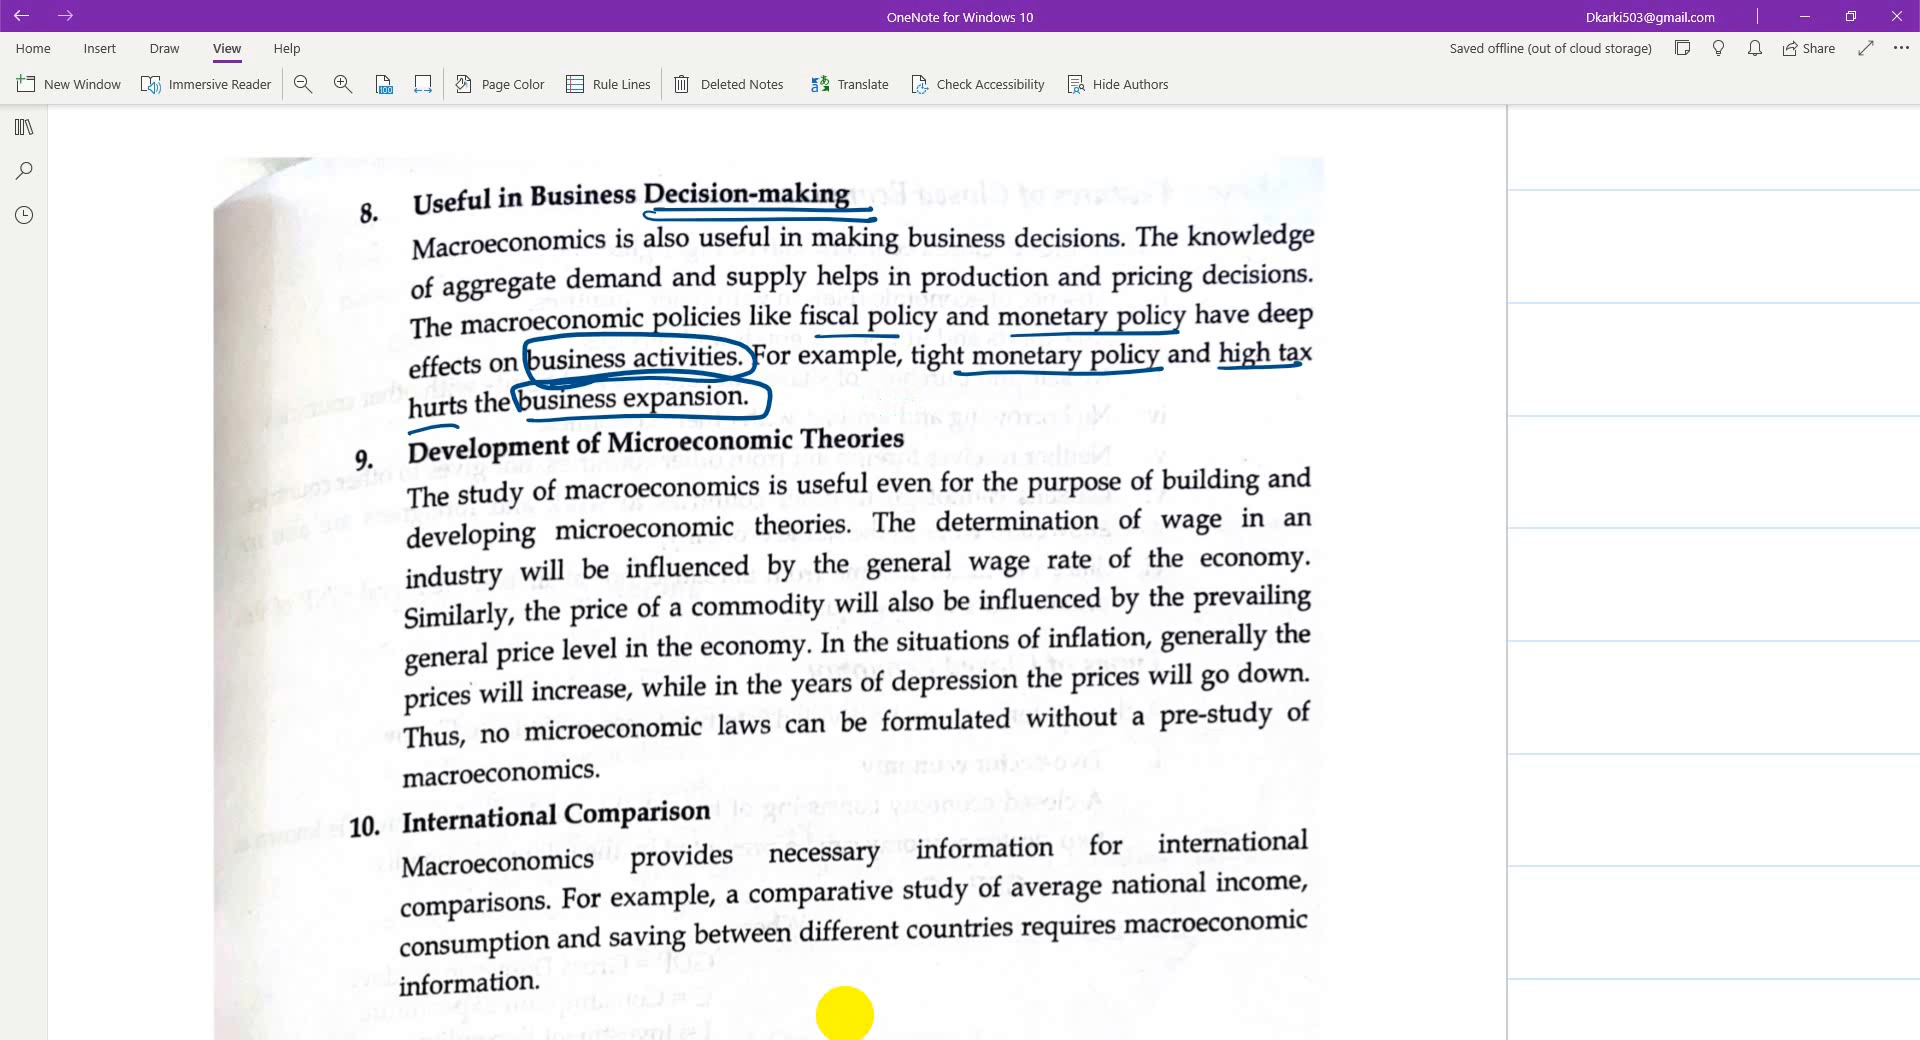 OneNote for Windows 10
Dkarki503@gmail.com
Home Insert Draw View Help
Saved offline (out of cloud storage) Share
New Window Immersive Reader Page Color Rule Lines Deleted Notes Translate Check Accessibility Hide Authors
8. Useful in Business Decision-making
Macroeconomics is also useful in making business decisions. The knowledge
of aggregate demand and supply helps in production and pricing decisions.
The macroeconomic policies like fiscal policy and monetary policy have deep
effects on business activities. For example, tight monetary policy and high tax
hurts the business expansion.
9. Development of Microeconomic Theories
The study of macroeconomics is useful even for the purpose of building and
developing microeconomic theories. The determination of wage in an
industry will be influenced by the general wage rate of the economy.
Similarly, the price of a commodity will also be influenced by the prevailing
general price level in the economy. In the situations of inflation, generally the
prices will increase, while in the years of depression the prices will go down.
Thus, no microeconomic laws can be formulated without a pre-study of
macroeconomics.
10. International Comparison
Macroeconomics provides necessary information for international
comparisons. For example, a comparative study of average national income,
consumption and saving between different countries requires macroeconomic
information.